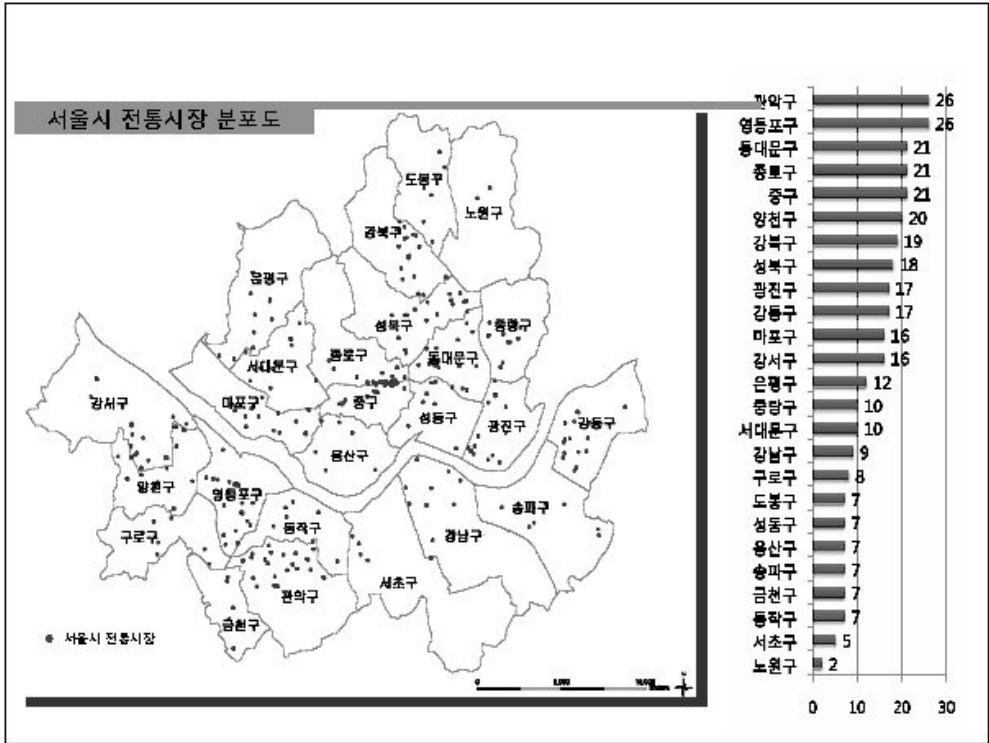 서울시 전통시장 분포도
도봉구
노원구
강북구
은평구
성북구
중랑구
서대문구
종로구
동대문구
강서구
마포구
중구
성동구
광진구
강동구
용산구
양천구
영등포구
송파구
구로구
동작구
강남구
관악구
서초구
금천구
서울시 전통시장
관악구 26
영등포구 26
동대문구 21
종로구 21
중구 21
양천구 20
강북구 19
성북구 18
광진구 17
강동구 17
마포구 16
강서구 16
은평구 12
중랑구 10
서대문구 10
강남구 9
구로구 8
도봉구 7
성동구 7
용산구 7
송파구 7
금천구 7
동작구 7
서초구 5
노원구 2
0 10 20 30